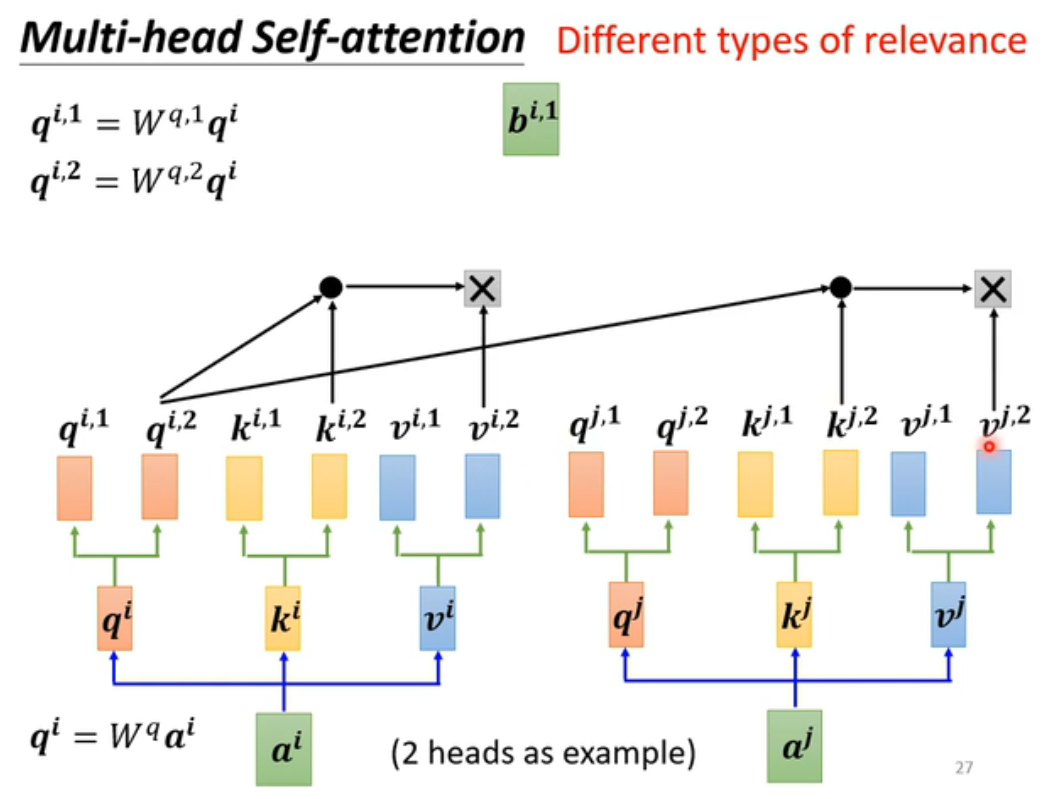 Multi-head Self-attention Different types of relevance
q^{i,1} = W^{q,1}q^i
b^{i,1}
q^{i,2} = W^{q,2}q^i
q^{i,1} q^{i,2} k^{i,1} k^{i,2} v^{i,1} v^{i,2} q^{j,1} q^{j,2} k^{j,1} k^{j,2} v^{j,1} v^{j,2}
q^i k^i v^i q^j k^j v^j
q^i = W^q a^i
a^i (2 heads as example) a^j
27